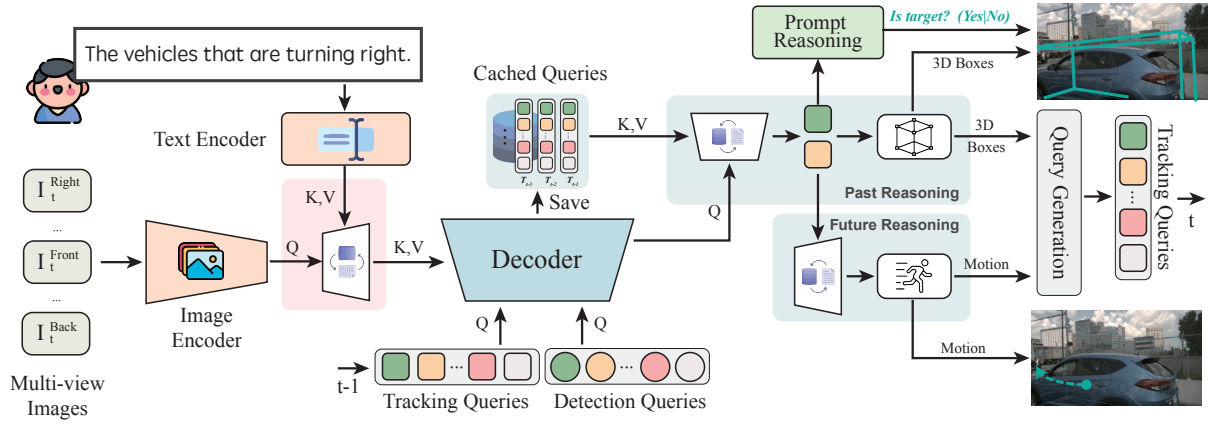 The vehicles that are turning right.
Text Encoder
I Right t
...
I Front t
...
I Back t
Multi-view
Images
Image
Encoder
Q
K,V
K,V
Cached Queries
T t-3 T t-2 T t-1
Save
Decoder
Q
Q
t-1
Tracking Queries
Detection Queries
K,V
Q
Prompt
Reasoning
Is target? (Yes|No)
3D Boxes
3D
Boxes
Past Reasoning
Future Reasoning
Motion
Motion
Query Generation
Tracking Queries
t